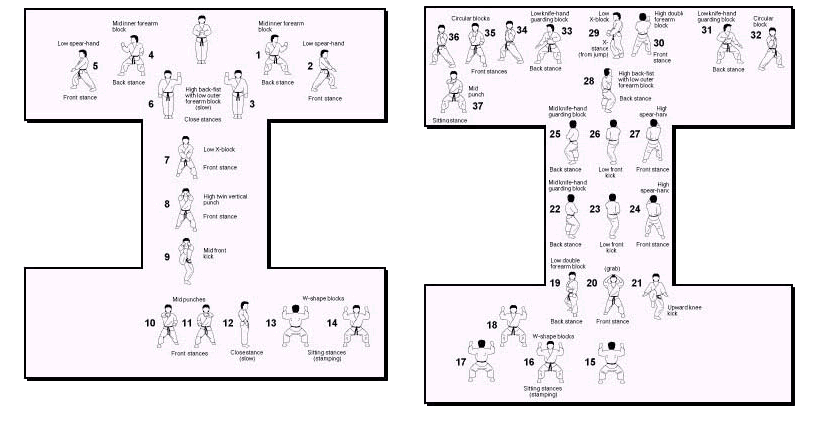 Mid inner forearm
block
4
Low spear-hand
5
Back stance
Front stance
Mid inner forearm
block
1
Low spear-hand
2
Back stance
Front stance
6
High back-fist
with low outer
forearm block
(slow)
3
Close stances
7
Low X-block
Front stance
8
High twin vertical
punch
Front stance
9
Mid front
kick
Mid punches
W-shape blocks
10
11
12
13
14
Front stances
Close stance
(slow)
Sitting stances
(stamping)
Circular blocks
36
35
34
Front stances
Low knife-hand
guarding block
33
Back stance
Low
X-block
29
X-
stance
(from jump)
High double
forearm
block
30
Front
stance
Low knife-hand
guarding block
31
Back stance
Circular
block
32
Mid
punch
37
Sitting stance
28
High back-fist
with low outer
forearm block
Back stance
Mid knife-hand
guarding block
High
spear-hand
25
26
27
Back stance
Low front
kick
Front stance
Mid knife-hand
guarding block
High
spear-hand
22
23
24
Back stance
Low front
kick
Front stance
Low double
forearm block
(grab)
19
20
21
Back stance
Front stance
Upward knee
kick
18
W-shape blocks
17
16
15
Sitting stances
(stamping)